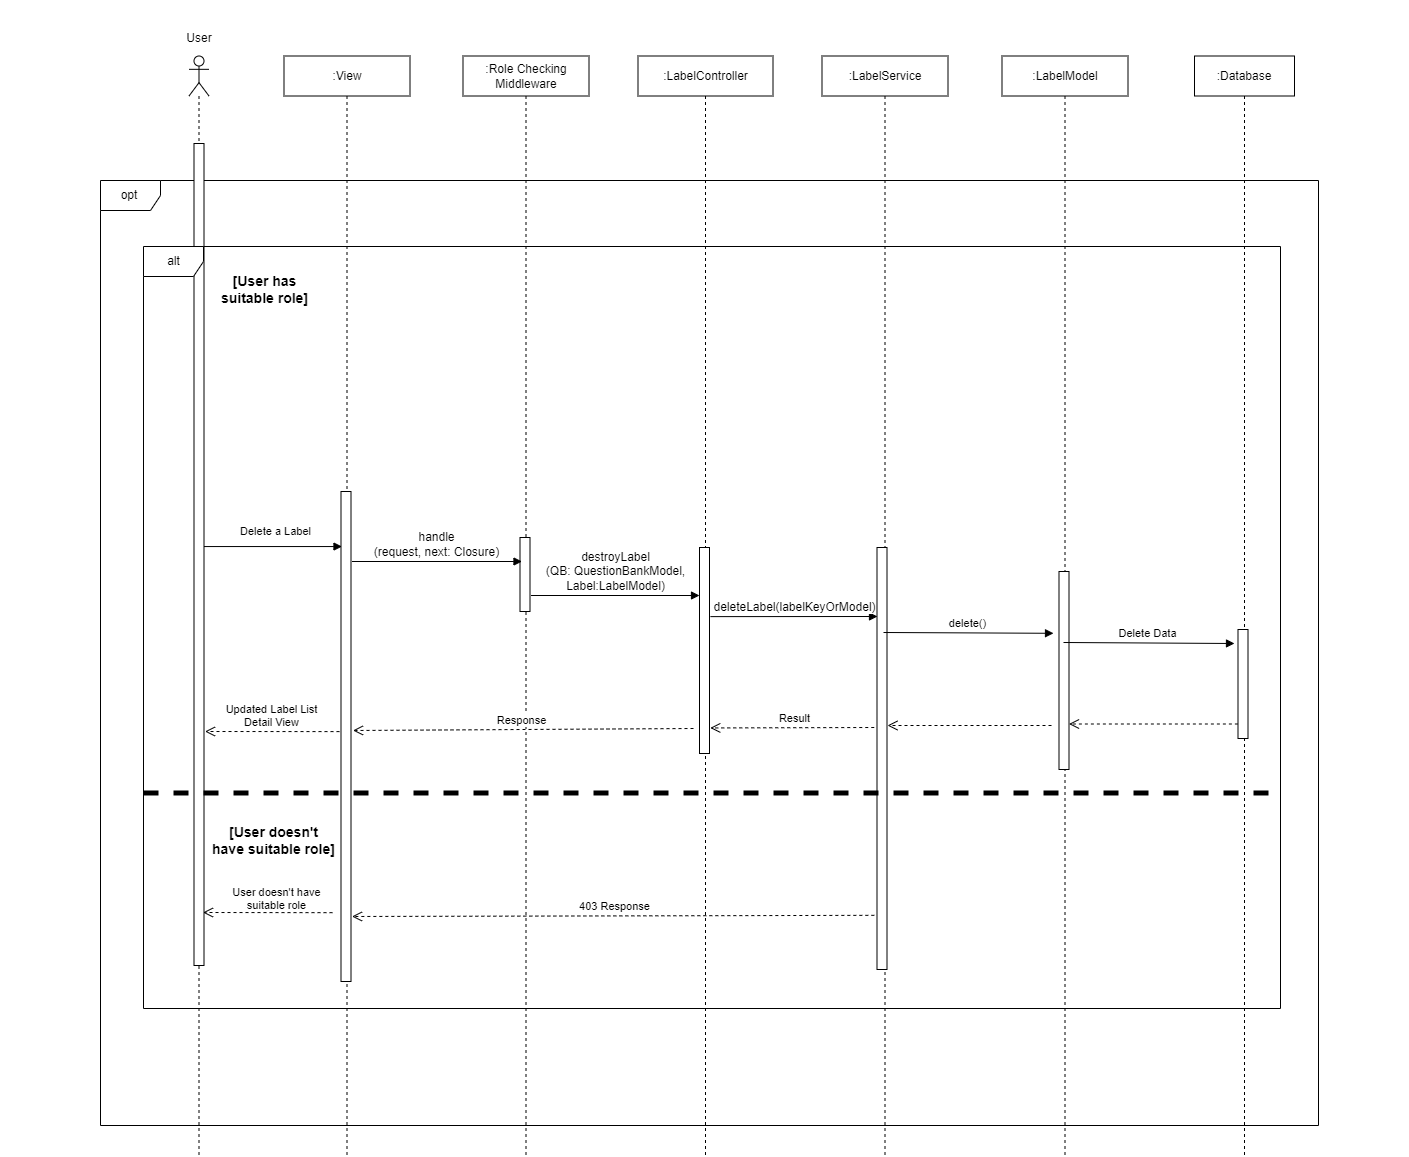 User
:View
:Role Checking
Middleware
:LabelController
:LabelService
:LabelModel
:Database
opt
alt
[User has
suitable role]
Delete a Label
handle
(request, next: Closure)
destroyLabel
(QB: QuestionBankModel,
Label:LabelModel)
deleteLabel(labelKeyOrModel)
delete()
Delete Data
Updated Label List
Detail View
Response
Result
[User doesn't
have suitable role]
User doesn't have
suitable role
403 Response